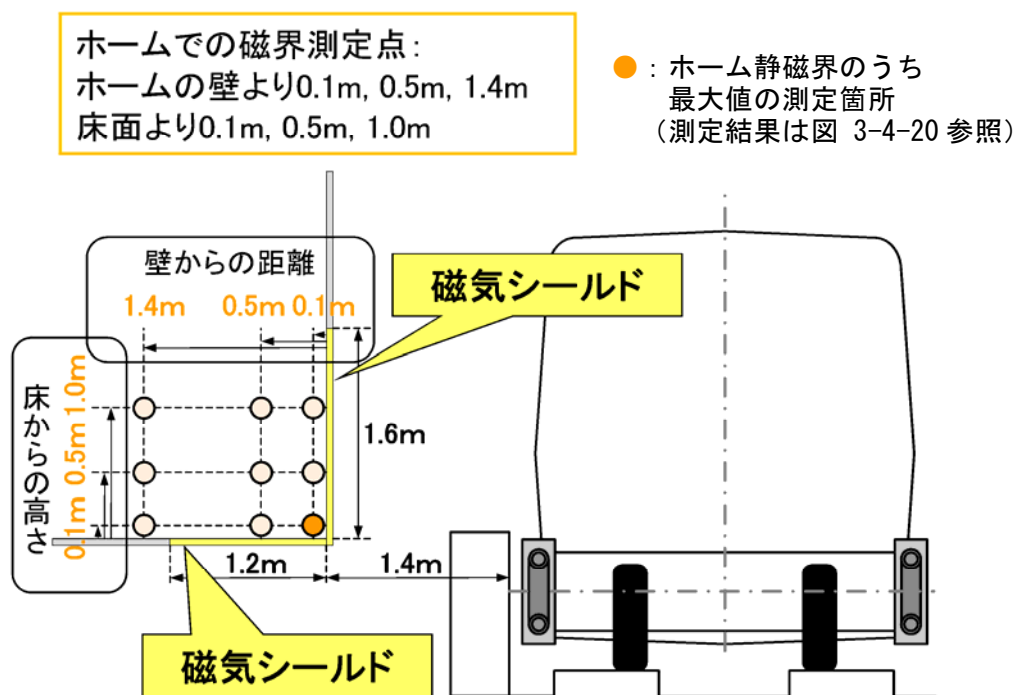 ホームでの磁界測定点：
ホームの壁より0.1m, 0.5m, 1.4m
床面より0.1m, 0.5m, 1.0m
：ホーム静磁界のうち
最大値の測定箇所
（測定結果は図 3-4-20 参照）
壁からの距離
1.4m 0.5m 0.1m
磁気シールド
床からの高さ
0.1m 0.5m 1.0m
1.6m
1.2m
1.4m
磁気シールド